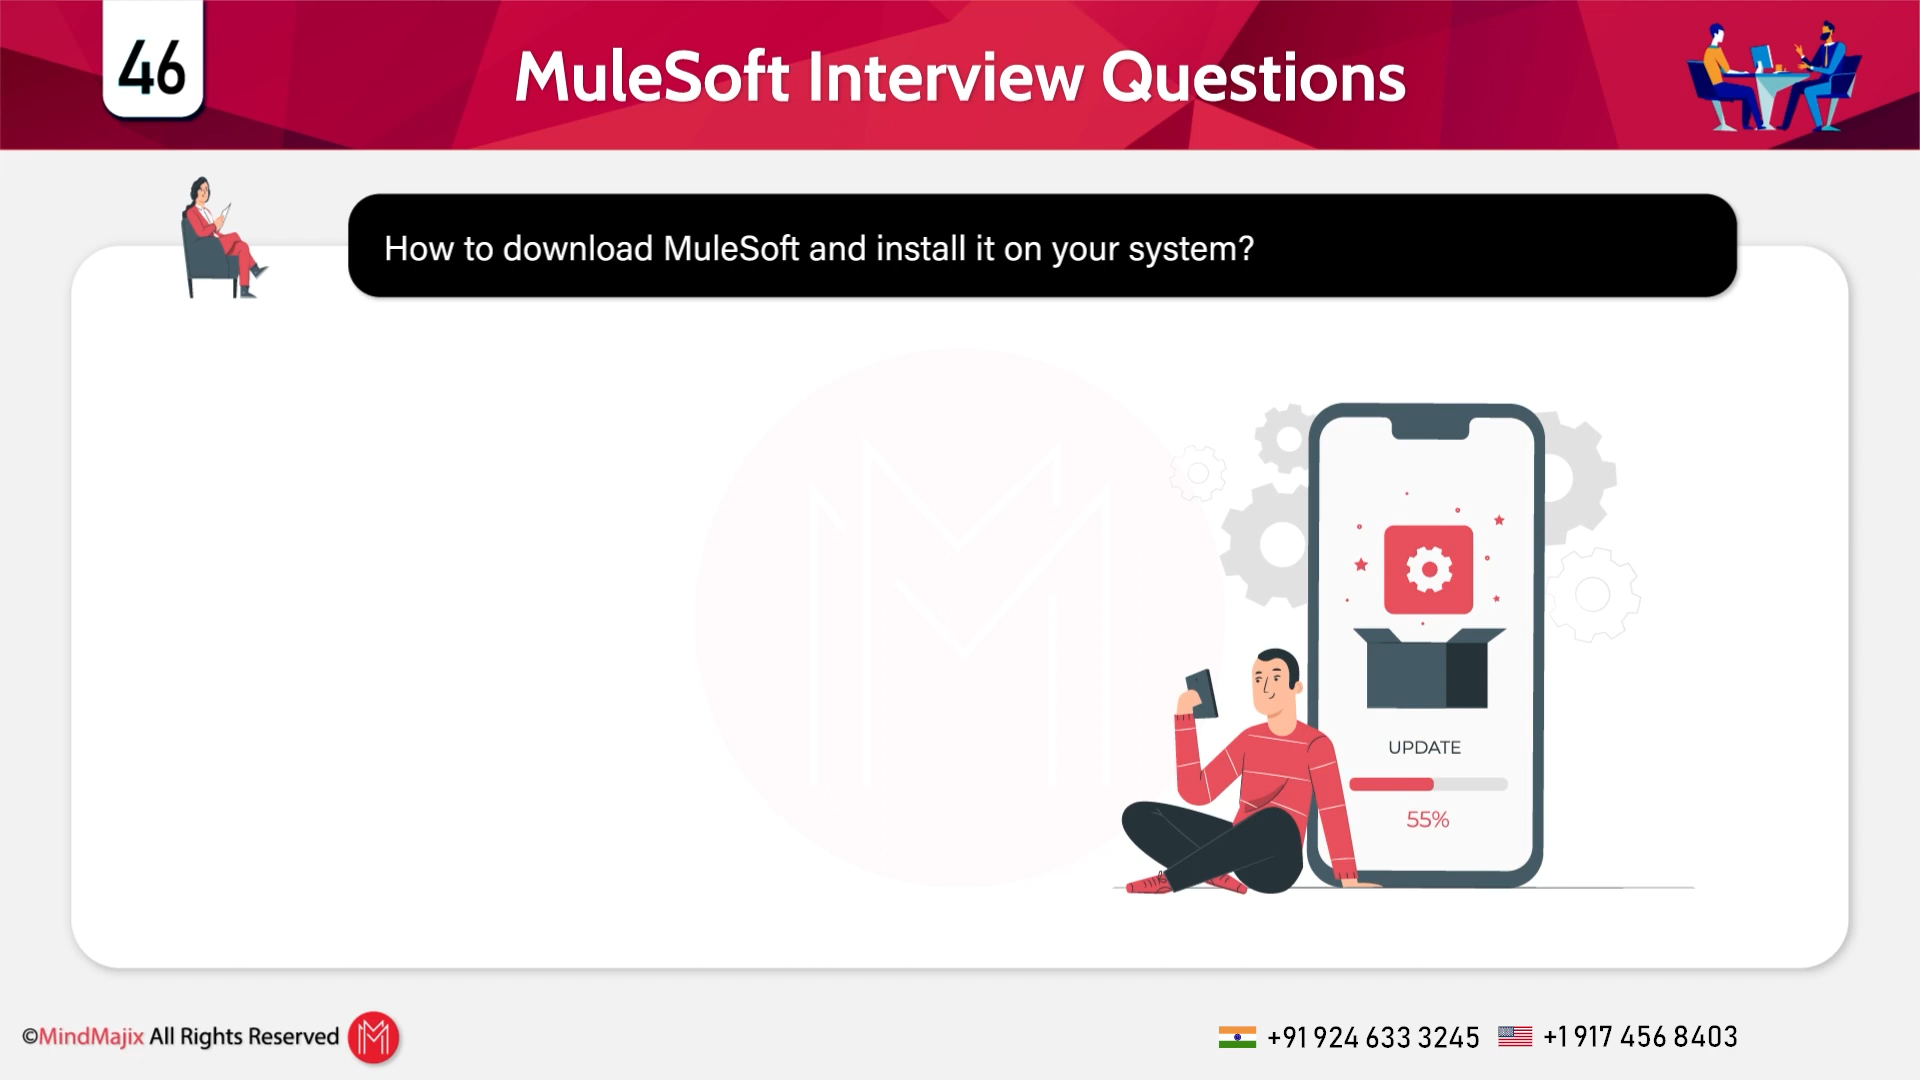 46
MuleSoft Interview Questions
How to download MuleSoft and install it on your system?
UPDATE
55%
©MindMajix All Rights Reserved
+91 924 633 3245 +1 917 456 8403